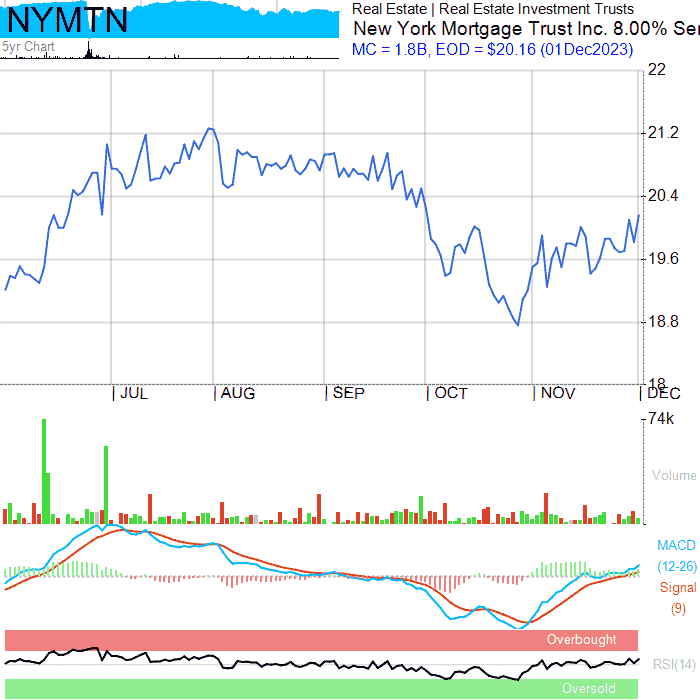 NYMTN
5yr Chart
Real Estate | Real Estate Investment Trusts
New York Mortgage Trust Inc. 8.00% Ser
MC = 1.8B, EOD = $20.16 (01Dec2023)
22
21.2
20.4
19.6
18.8
18
JUL AUG SEP OCT NOV DEC
74k
Volume
MACD
(12-26)
Signal
(9)
Overbought
RSI(14)
Oversold